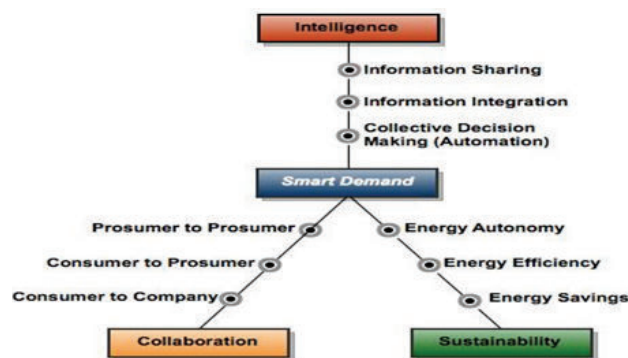 Intelligence
Information Sharing
Information Integration
Collective Decision
Making (Automation)
Smart Demand
Prosumer to Prosumer
Energy Autonomy
Consumer to Prosumer
Energy Efficiency
Consumer to Company
Energy Savings
Collaboration
Sustainability